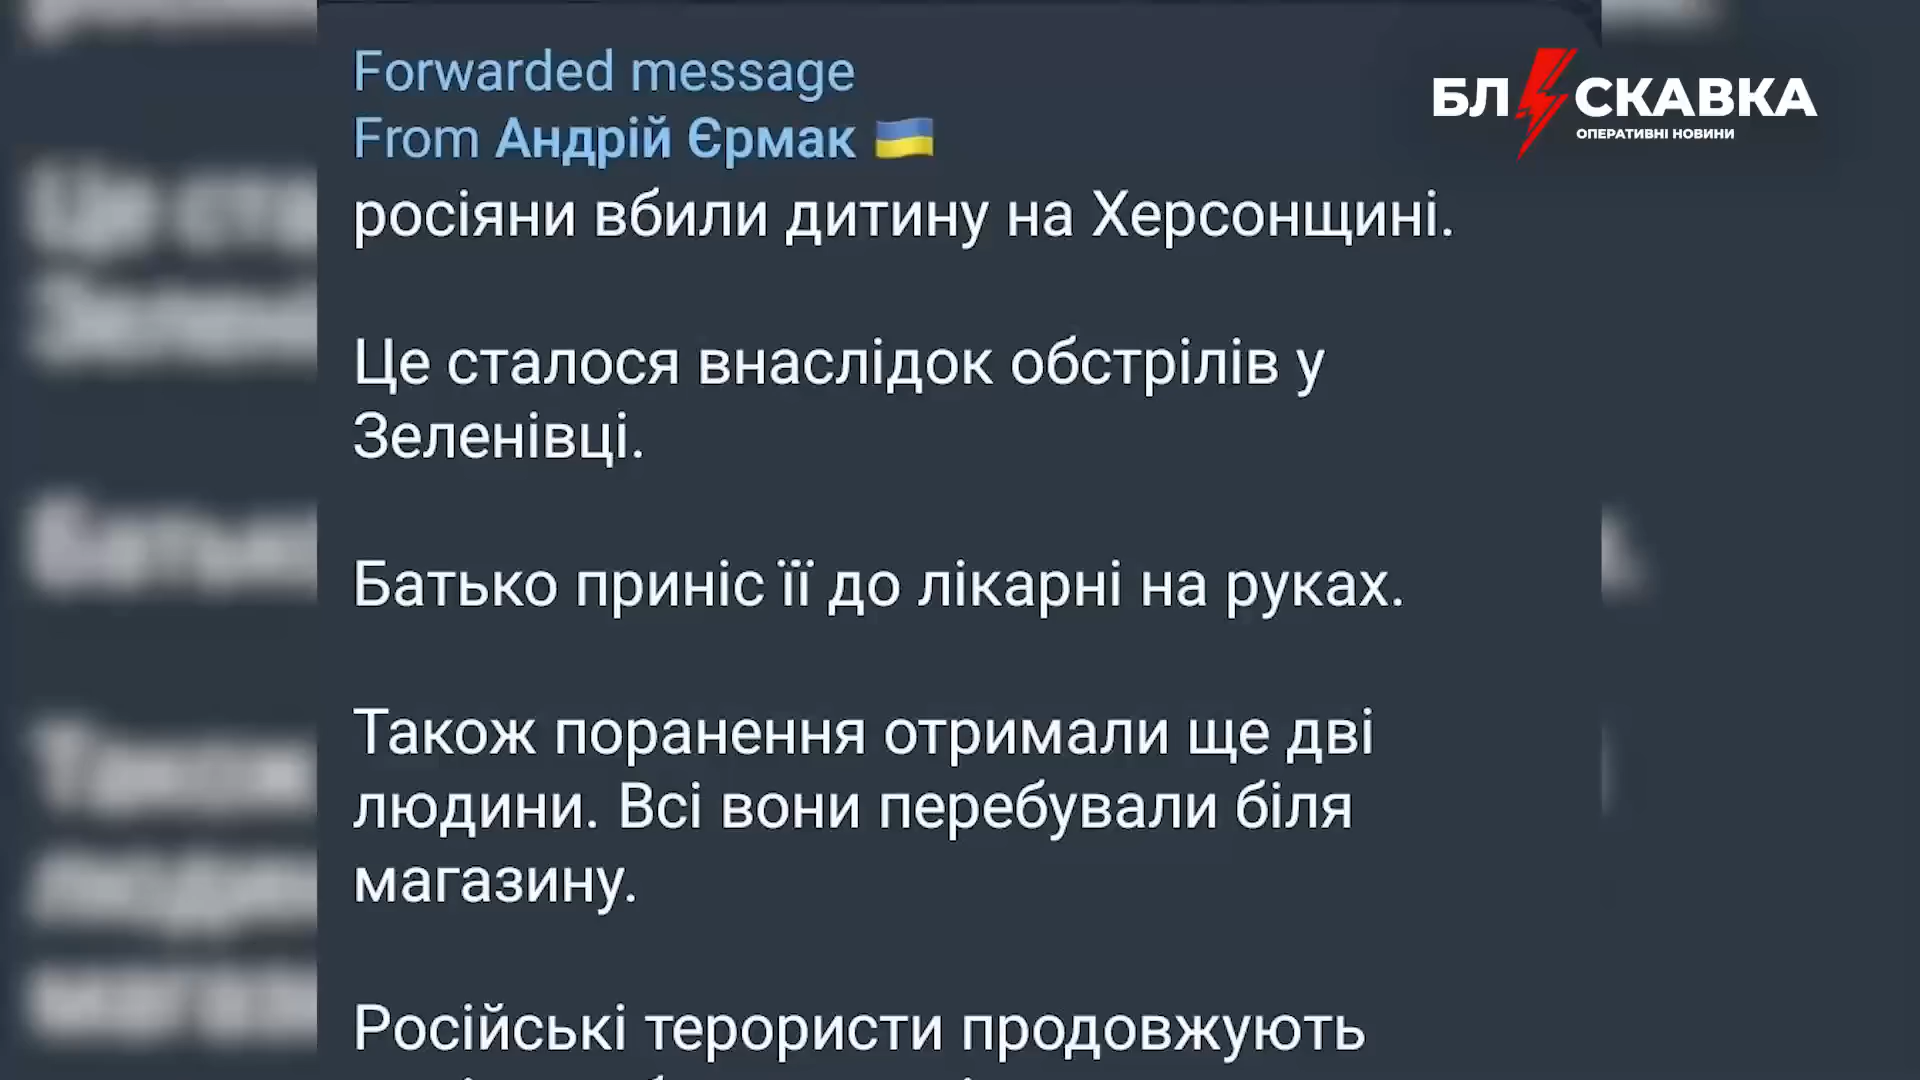 Forwarded message
From Андрій Єрмак
росіяни вбили дитину на Херсонщині.
Це сталося внаслідок обстрілів у
Зеленівці.
Батько приніс її до лікарні на руках.
Також поранення отримали ще дві
людини. Всі вони перебували біля
магазину.
Російські терористи продовжують
БЛИСКАВКА
ОПЕРАТИВНІ НОВИНИ